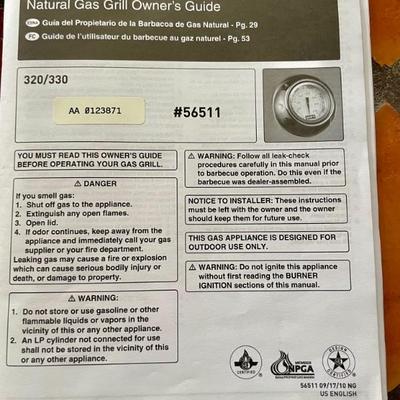 Natural Gas Grill Owner's Guide
Guía del Propietario de la Barbacoa de Gas Natural - Pg. 29
FC Guide de l'utilisateur du barbecue au gaz naturel - Pg. 53
320/330
AA 0123871
#56511
YOU MUST READ THIS OWNER'S GUIDE
BEFORE OPERATING YOUR GAS GRILL.
⚠ DANGER
If you smell gas:
1. Shut off gas to the appliance.
2. Extinguish any open flames.
3. Open lid.
4. If odor continues, keep away from the
appliance and immediately call your gas
supplier or your fire department.
Leaking gas may cause a fire or explosion
which can cause serious bodily injury or
death, or damage to property.
⚠ WARNING:
1. Do not store or use gasoline or other
flammable liquids or vapors in the
vicinity of this or any other appliance.
2. An LP cylinder not connected for use
shall not be stored in the vicinity of this
or any other appliance.
⚠ WARNING: Follow all leak-check
procedures carefully in this manual prior
to barbecue operation. Do this even if the
barbecue was dealer-assembled.
NOTICE TO INSTALLER: These instructions
must be left with the owner and the owner
should keep them for future use.
THIS GAS APPLIANCE IS DESIGNED FOR
OUTDOOR USE ONLY.
⚠ WARNING: Do not ignite this appliance
without first reading the BURNER
IGNITION sections of this manual.
CERTIFIED
MEMBER
NPGA
DESIGN
CERTIFIED
56511 09/17/10 NG
US ENGLISH